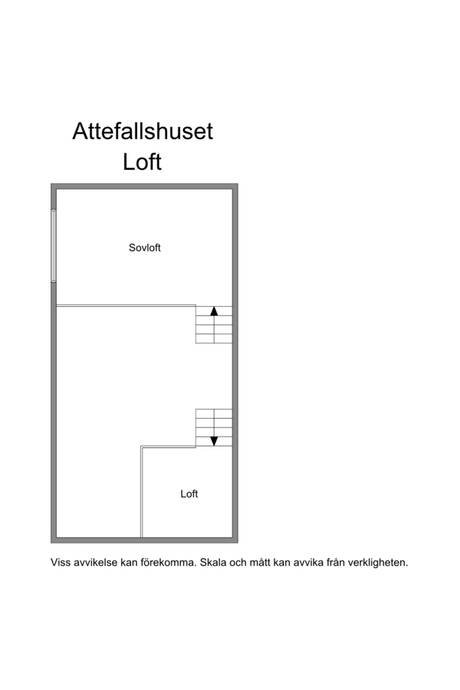 Attefallshuset
Loft
Sovloft
Loft
Viss avvikelse kan förekomma. Skala och mått kan avvika från verkligheten.